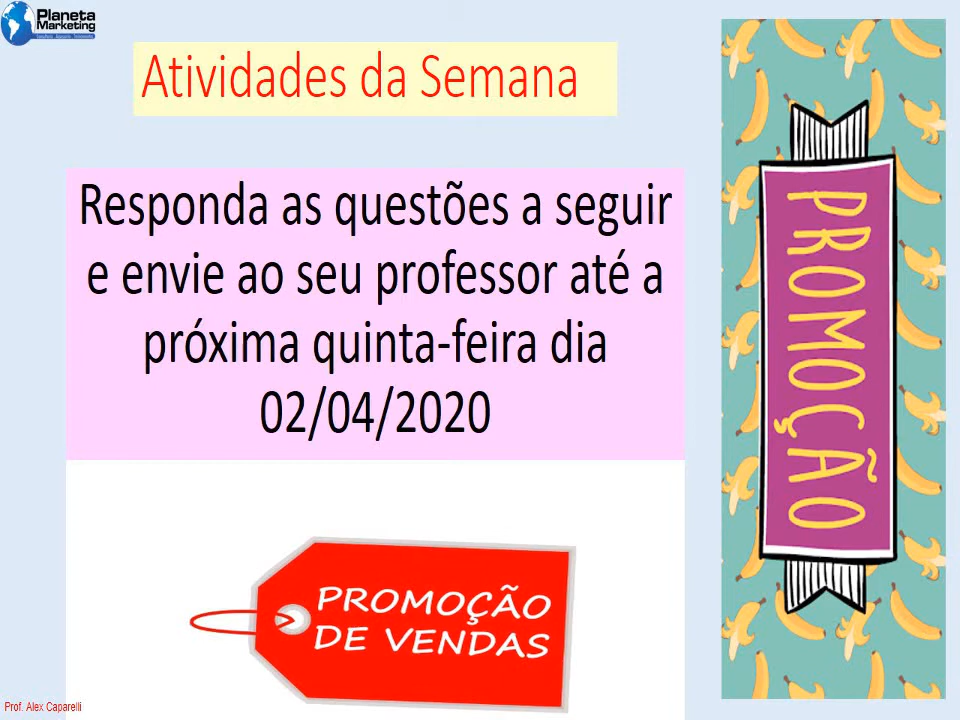 Planeta
Marketing
Atividades da Semana
Responda as questões a seguir
e envie ao seu professor até a
próxima quinta-feira dia
02/04/2020
PROMOÇÃO
PROMOÇÃO
DE VENDAS
Prof. Alex Caparelli